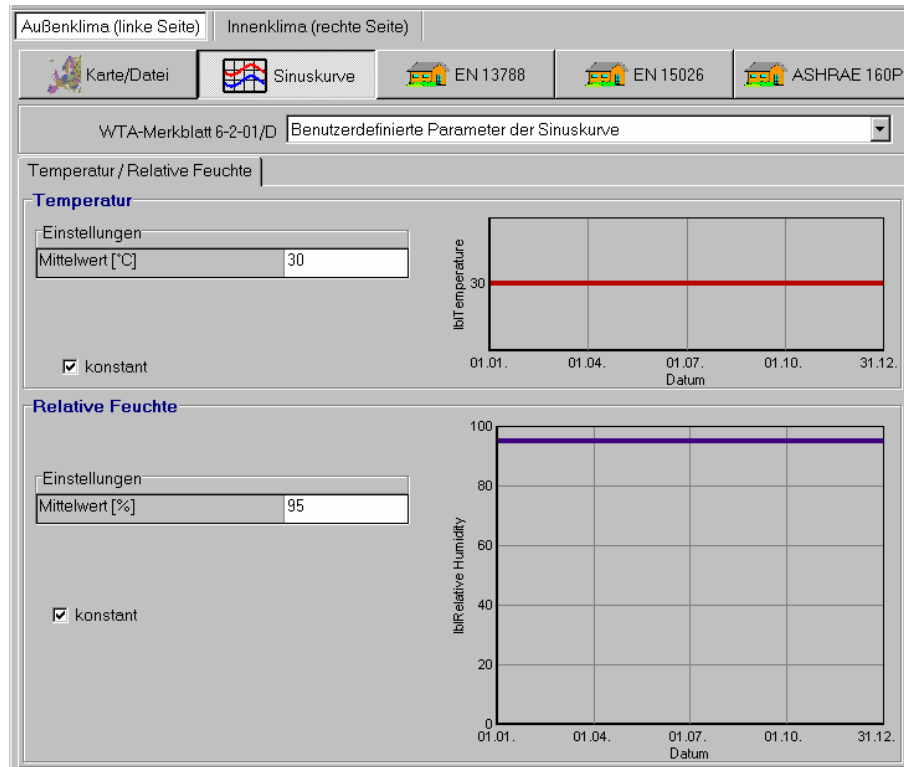 Außenklima (linke Seite) Innenklima (rechte Seite)
Karte/Datei Sinuskurve EN 13788 EN 15026 ASHRAE 160P
WTA-Merkblatt 6-2-01/D Benutzerdefinierte Parameter der Sinuskurve
Temperatur / Relative Feuchte
Temperatur
Einstellungen
Mittelwert [°C] 30
konstant
lblTemperature
30
01.01. 01.04. 01.07. 01.10. 31.12.
Datum
Relative Feuchte
Einstellungen
Mittelwert [%] 95
konstant
lblRelative Humidity
100
80
60
40
20
0
01.01. 01.04. 01.07. 01.10. 31.12.
Datum